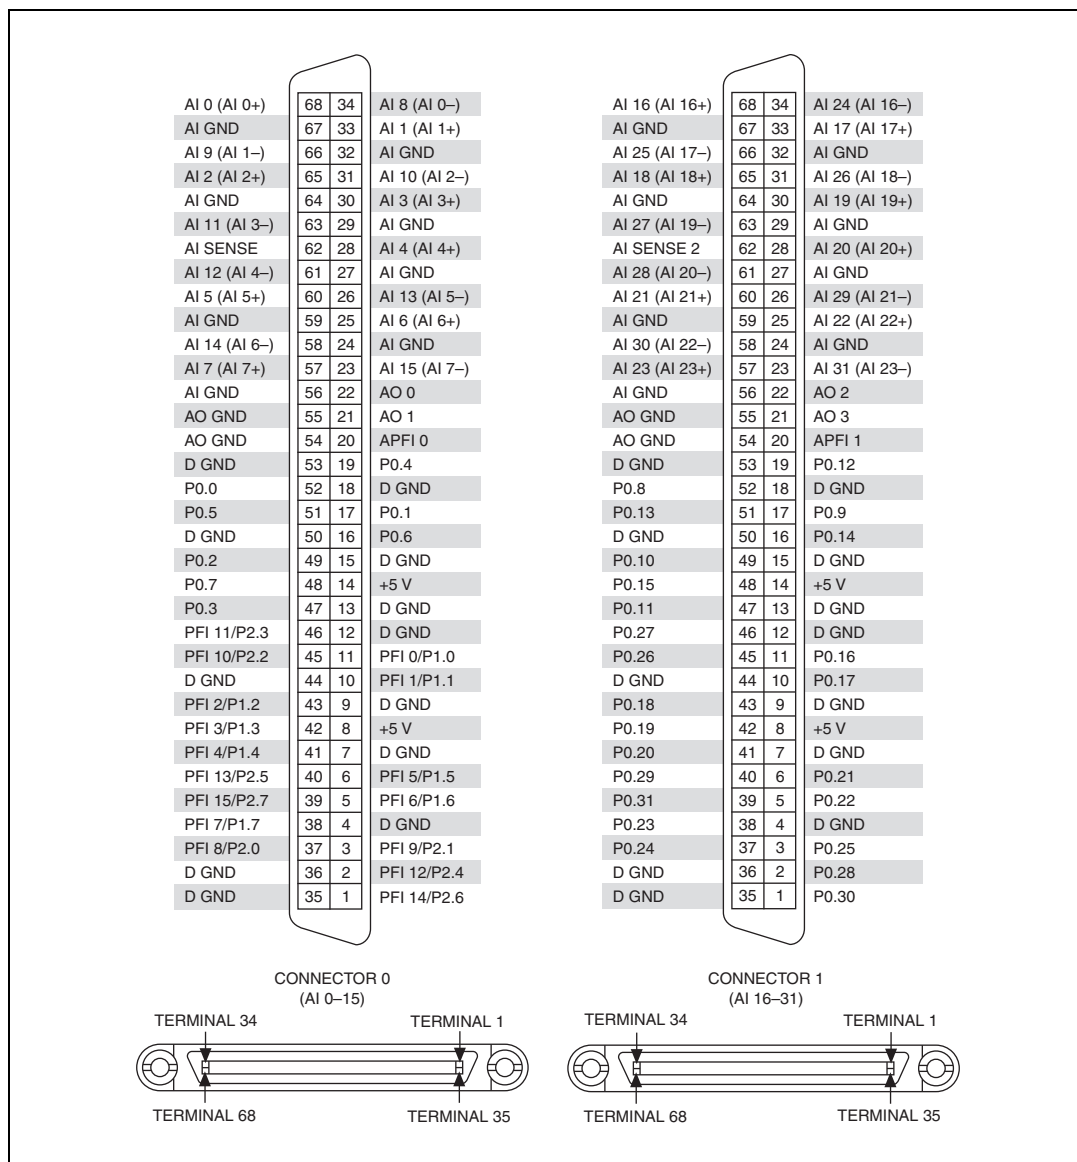 AI 0 (AI 0+) 68 34 AI 8 (AI 0–)
AI GND 67 33 AI 1 (AI 1+)
AI 9 (AI 1–) 66 32 AI GND
AI 2 (AI 2+) 65 31 AI 10 (AI 2–)
AI GND 64 30 AI 3 (AI 3+)
AI 11 (AI 3–) 63 29 AI GND
AI SENSE 62 28 AI 4 (AI 4+)
AI 12 (AI 4–) 61 27 AI GND
AI 5 (AI 5+) 60 26 AI 13 (AI 5–)
AI GND 59 25 AI 6 (AI 6+)
AI 14 (AI 6–) 58 24 AI GND
AI 7 (AI 7+) 57 23 AI 15 (AI 7–)
AI GND 56 22 AO 0
AO GND 55 21 AO 1
AO GND 54 20 APFI 0
D GND 53 19 P0.4
P0.0 52 18 D GND
P0.5 51 17 P0.1
D GND 50 16 P0.6
P0.2 49 15 D GND
P0.7 48 14 +5 V
P0.3 47 13 D GND
PFI 11/P2.3 46 12 D GND
PFI 10/P2.2 45 11 PFI 0/P1.0
D GND 44 10 PFI 1/P1.1
PFI 2/P1.2 43 9 D GND
PFI 3/P1.3 42 8 +5 V
PFI 4/P1.4 41 7 D GND
PFI 13/P2.5 40 6 PFI 5/P1.5
PFI 15/P2.7 39 5 PFI 6/P1.6
PFI 7/P1.7 38 4 D GND
PFI 8/P2.0 37 3 PFI 9/P2.1
D GND 36 2 PFI 12/P2.4
D GND 35 1 PFI 14/P2.6
CONNECTOR 0
(AI 0–15)
TERMINAL 34 TERMINAL 1
TERMINAL 68 TERMINAL 35
AI 16 (AI 16+) 68 34 AI 24 (AI 16–)
AI GND 67 33 AI 17 (AI 17+)
AI 25 (AI 17–) 66 32 AI GND
AI 18 (AI 18+) 65 31 AI 26 (AI 18–)
AI GND 64 30 AI 19 (AI 19+)
AI 27 (AI 19–) 63 29 AI GND
AI SENSE 2 62 28 AI 20 (AI 20+)
AI 28 (AI 20–) 61 27 AI GND
AI 21 (AI 21+) 60 26 AI 29 (AI 21–)
AI GND 59 25 AI 22 (AI 22+)
AI 30 (AI 22–) 58 24 AI GND
AI 23 (AI 23+) 57 23 AI 31 (AI 23–)
AI GND 56 22 AO 2
AO GND 55 21 AO 3
AO GND 54 20 APFI 1
D GND 53 19 P0.12
P0.8 52 18 D GND
P0.13 51 17 P0.9
D GND 50 16 P0.14
P0.10 49 15 D GND
P0.15 48 14 +5 V
P0.11 47 13 D GND
P0.27 46 12 D GND
P0.26 45 11 P0.16
D GND 44 10 P0.17
P0.18 43 9 D GND
P0.19 42 8 +5 V
P0.20 41 7 D GND
P0.29 40 6 P0.21
P0.31 39 5 P0.22
P0.23 38 4 D GND
P0.24 37 3 P0.25
D GND 36 2 P0.28
D GND 35 1 P0.30
CONNECTOR 1
(AI 16–31)
TERMINAL 34 TERMINAL 1
TERMINAL 68 TERMINAL 35